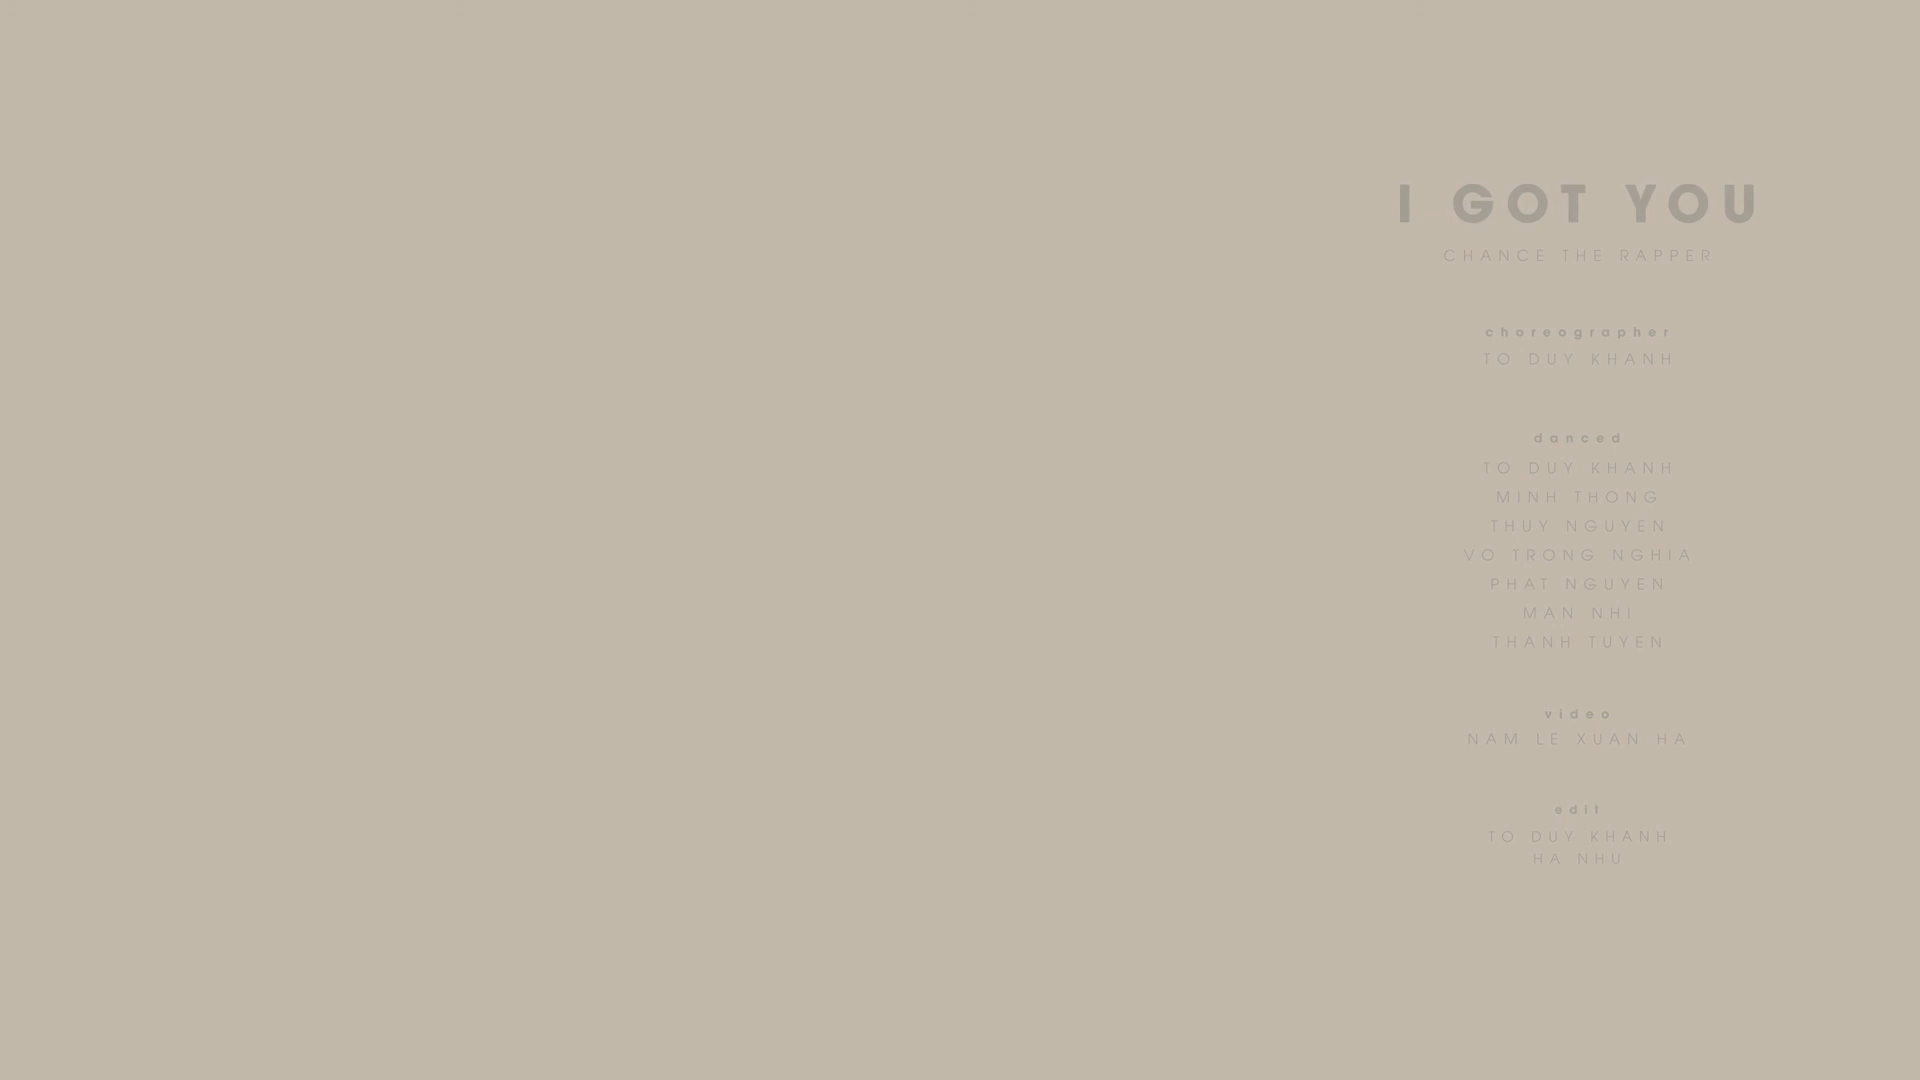 I GOT YOU
CHANCE THE RAPPER
choreographer
TO DUY KHANH
danced
TO DUY KHANH
MINH THONG
THUY NGUYEN
VO TRONG NGHIA
PHAT NGUYEN
MAN NHI
THANH TUYEN
video
NAM LE XUAN HA
edit
TO DUY KHANH
HA NHU